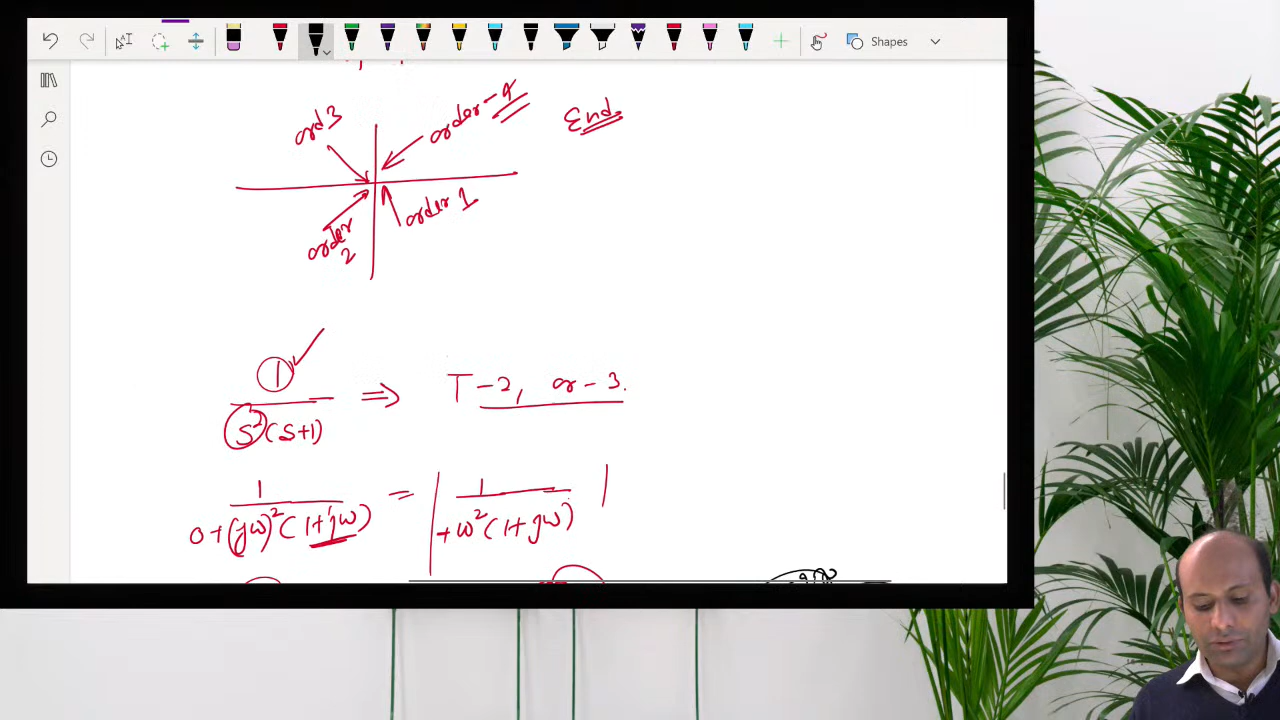 Shapes
ord 3
order-4
End
order 1
order
2
1
s²(s+1)
⇒ T-2, or-3.
1
0+(jω)²(1+jω)
= | 1
+ω²(1+jω) |